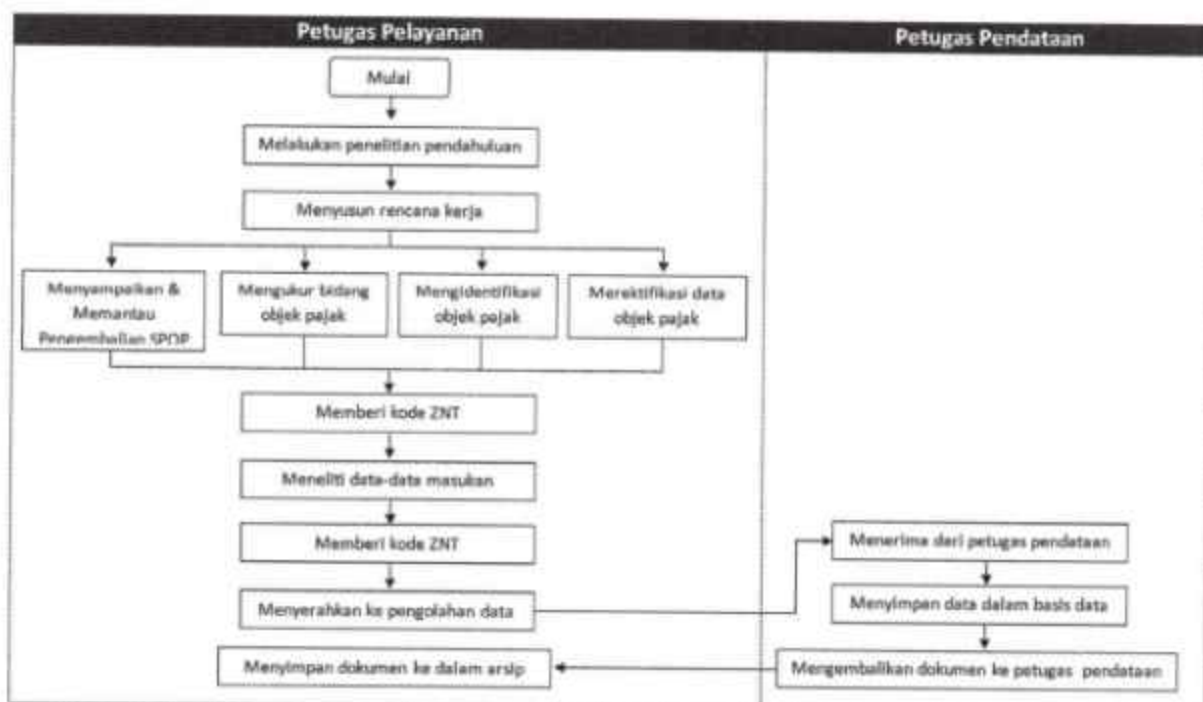 Petugas Pelayanan
Petugas Pendataan
Mulai
Melakukan penelitian pendahuluan
Menyusun rencana kerja
Menyampaikan &
Memantau
Pengembalian SPOP
Mengukur bidang
objek pajak
Mengidentifikasi
objek pajak
Merektifikasi data
objek pajak
Memberi kode ZNT
Meneliti data-data masukan
Memberi kode ZNT
Menyerahkan ke pengolahan data
Menerima dari petugas pendataan
Menyimpan data dalam basis data
Mengembalikan dokumen ke petugas pendataan
Menyimpan dokumen ke dalam arsip